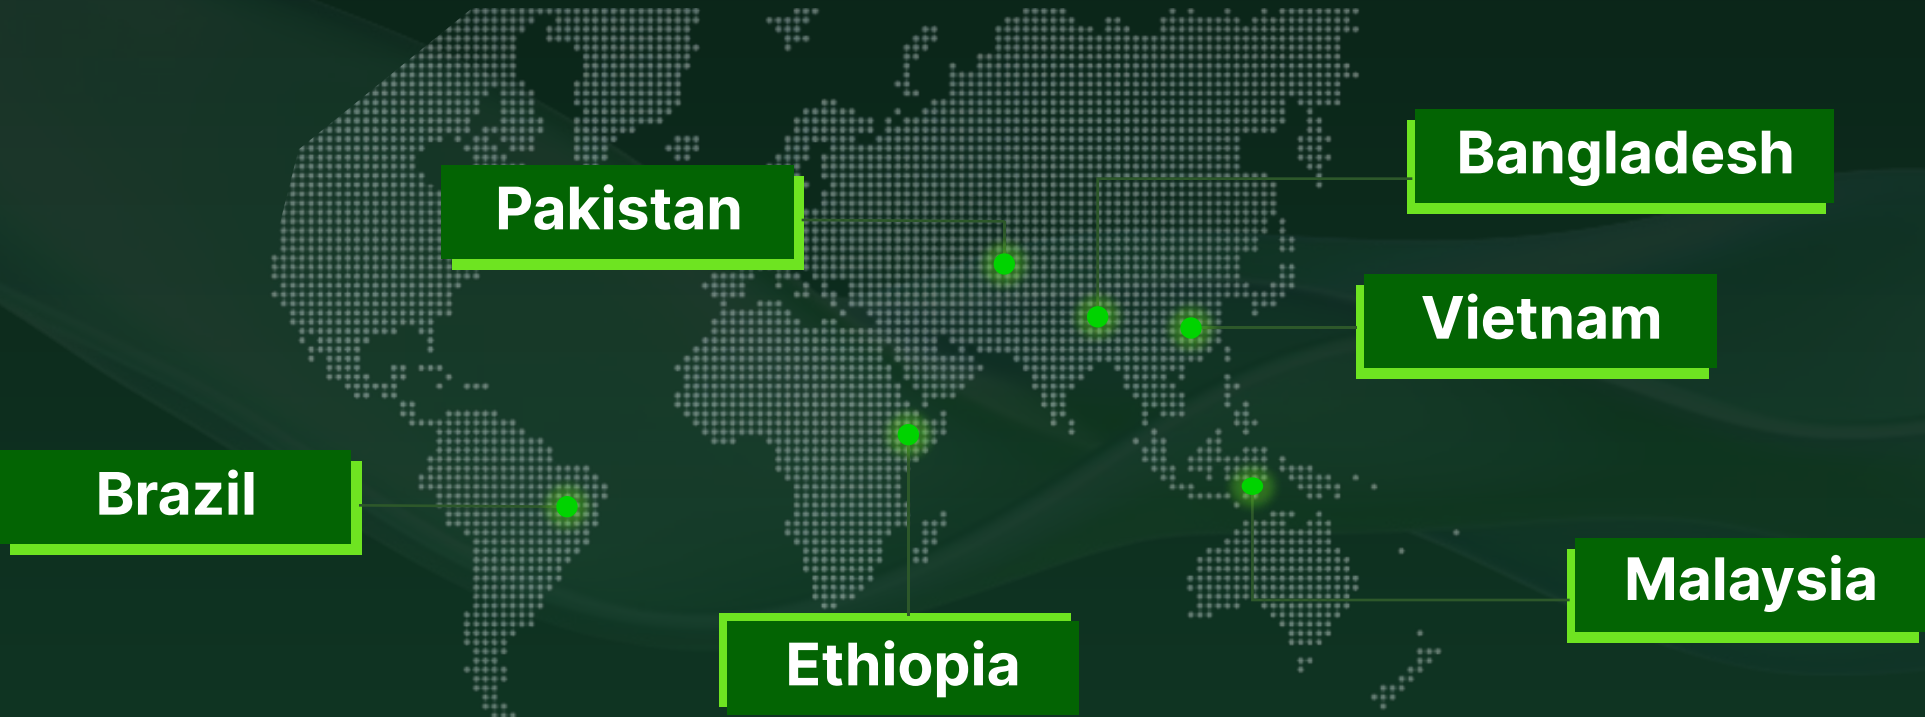 Bangladesh
Pakistan
Vietnam
Brazil
Malaysia
Ethiopia